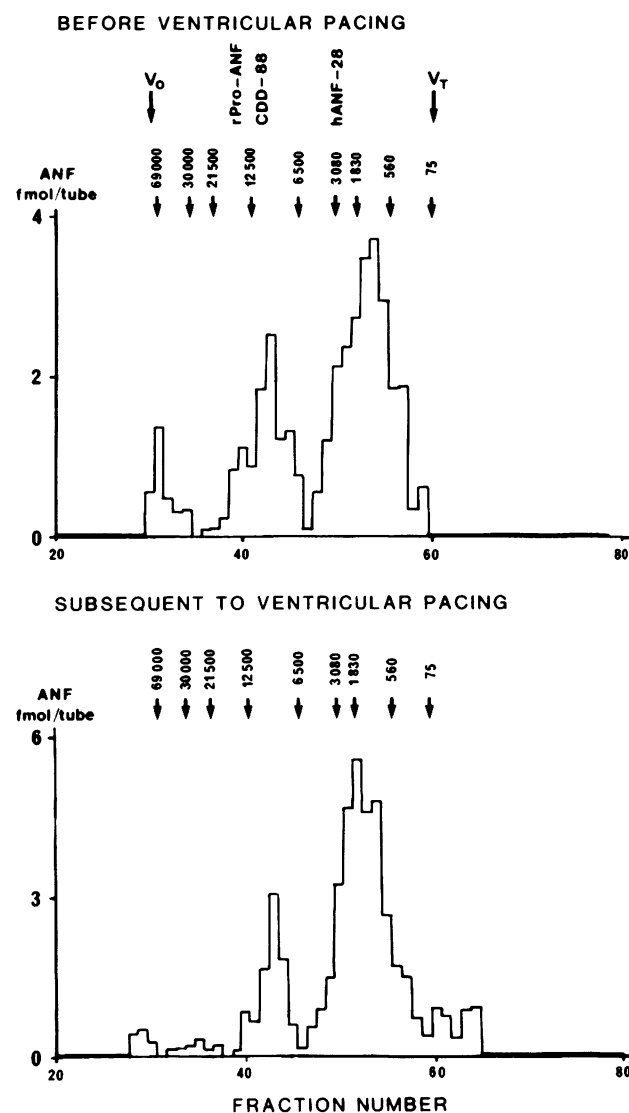 BEFORE VENTRICULAR PACING
Vo
rPro-ANF
CDD-88
hANF-28
VT
ANF
fmol/tube
69000
30000
21500
12500
6500
3080
1830
560
75
4
2
0
20
40
60
80
SUBSEQUENT TO VENTRICULAR PACING
ANF
fmol/tube
69000
30000
21500
12500
6500
3080
1830
560
75
6
3
0
20
40
60
80
FRACTION NUMBER